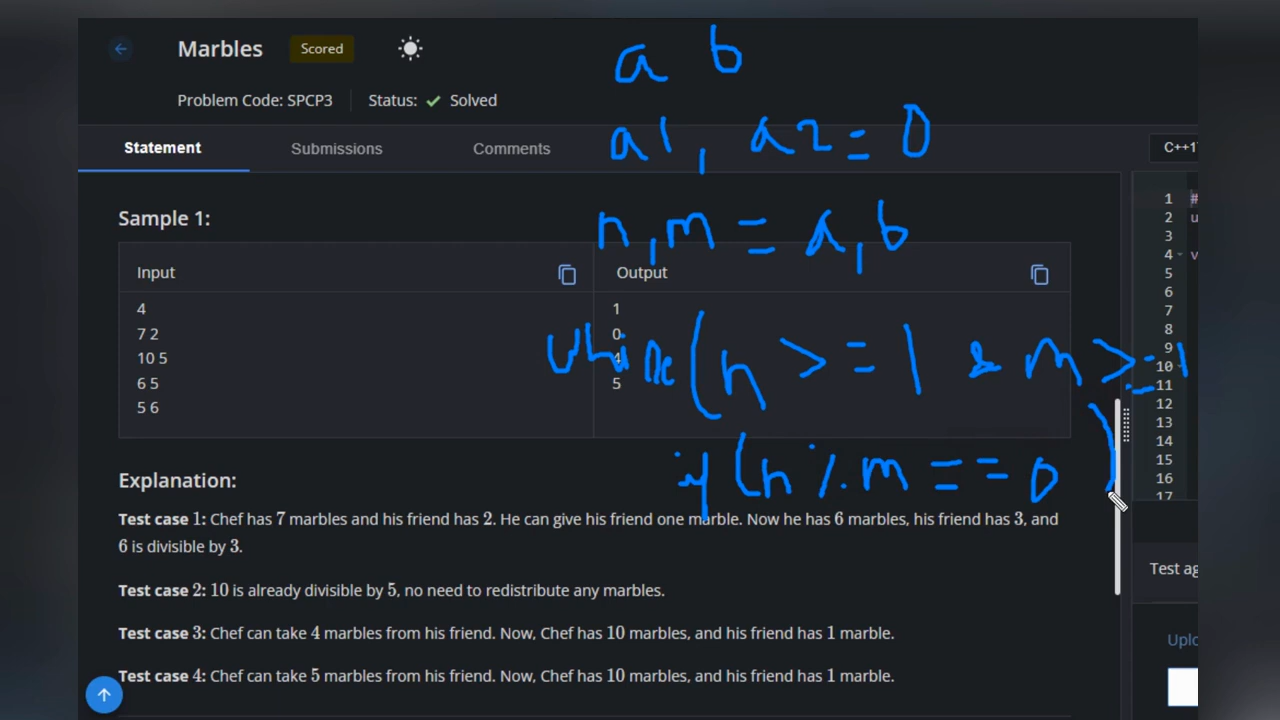 Marbles Scored
Problem Code: SPCP3 Status: Solved
a b
a1, a2 = 0
Statement Submissions Comments
C++1
n, m = a, b
Sample 1:
Input Output
4 1
7 2 0
10 5 4
6 5 5
5 6
while (n >= 1 & m >= 1
if (n % m == 0 )
1 #
2 u
3
4 v
5
6
7
8
9
10
11
12
13
14
15
16
17
Explanation:
Test case 1: Chef has 7 marbles and his friend has 2. He can give his friend one marble. Now he has 6 marbles, his friend has 3, and
6 is divisible by 3.
Test case 2: 10 is already divisible by 5, no need to redistribute any marbles.
Test case 3: Chef can take 4 marbles from his friend. Now, Chef has 10 marbles, and his friend has 1 marble.
Test case 4: Chef can take 5 marbles from his friend. Now, Chef has 10 marbles, and his friend has 1 marble.
Test ag
Uplo